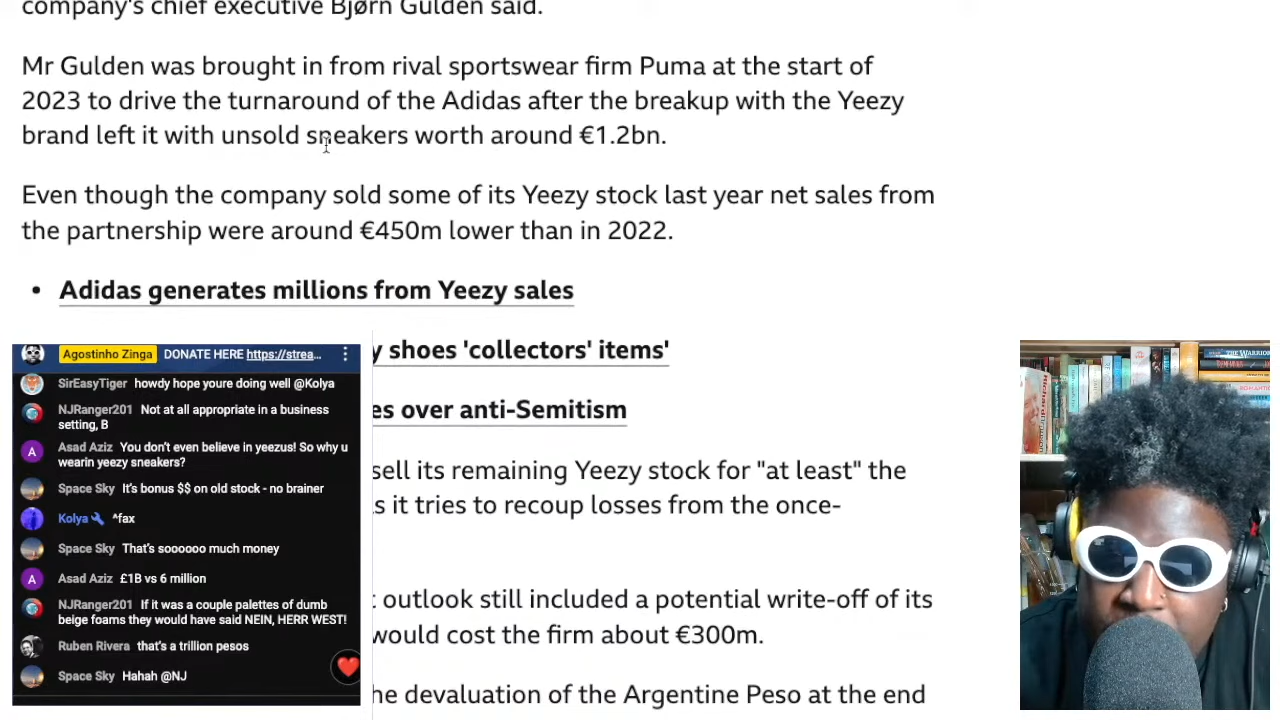 company's chief executive Bjørn Gulden said.
Mr Gulden was brought in from rival sportswear firm Puma at the start of
2023 to drive the turnaround of the Adidas after the breakup with the Yeezy
brand left it with unsold sneakers worth around €1.2bn.
Even though the company sold some of its Yeezy stock last year net sales from
the partnership were around €450m lower than in 2022.
• Adidas generates millions from Yeezy sales
y shoes 'collectors' items'
es over anti-Semitism
sell its remaining Yeezy stock for "at least" the
s it tries to recoup losses from the once-
t outlook still included a potential write-off of its
would cost the firm about €300m.
he devaluation of the Argentine Peso at the end
Agostinho Zinga DONATE HERE https://strea...
SirEasyTiger howdy hope youre doing well @Kolya
NJRanger201 Not at all appropriate in a business
setting, B
Asad Aziz You don't even believe in yeezus! So why u
wearin yeezy sneakers?
Space Sky It's bonus $$ on old stock - no brainer
Kolya ^fax
Space Sky That's soooooo much money
Asad Aziz £1B vs 6 million
NJRanger201 If it was a couple palettes of dumb
beige foams they would have said NEIN, HERR WEST!
Ruben Rivera that's a trillion pesos
Space Sky Hahah @NJ
THE WARRIOR